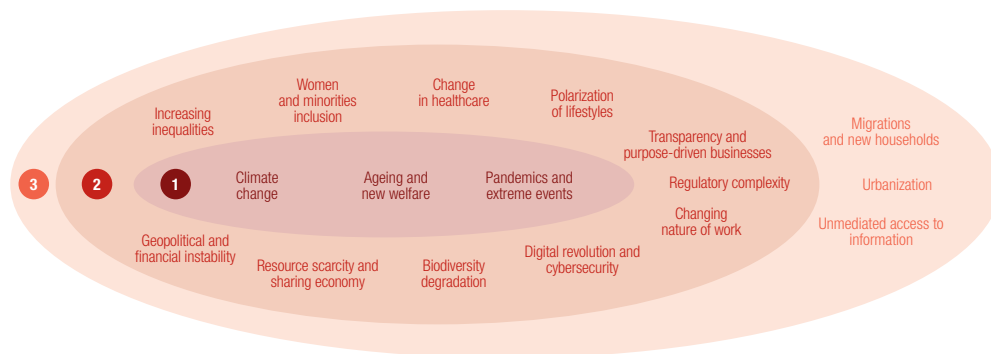 Women
and minorities
inclusion
Change
in healthcare
Polarization
of lifestyles
Increasing
inequalities
Migrations
and new households
Transparency and
purpose-driven businesses
3
2
1
Climate
change
Ageing and
new welfare
Pandemics and
extreme events
Regulatory complexity
Urbanization
Changing
nature of work
Unmediated access to
information
Geopolitical and
financial instability
Resource scarcity and
sharing economy
Biodiversity
degradation
Digital revolution and
cybersecurity